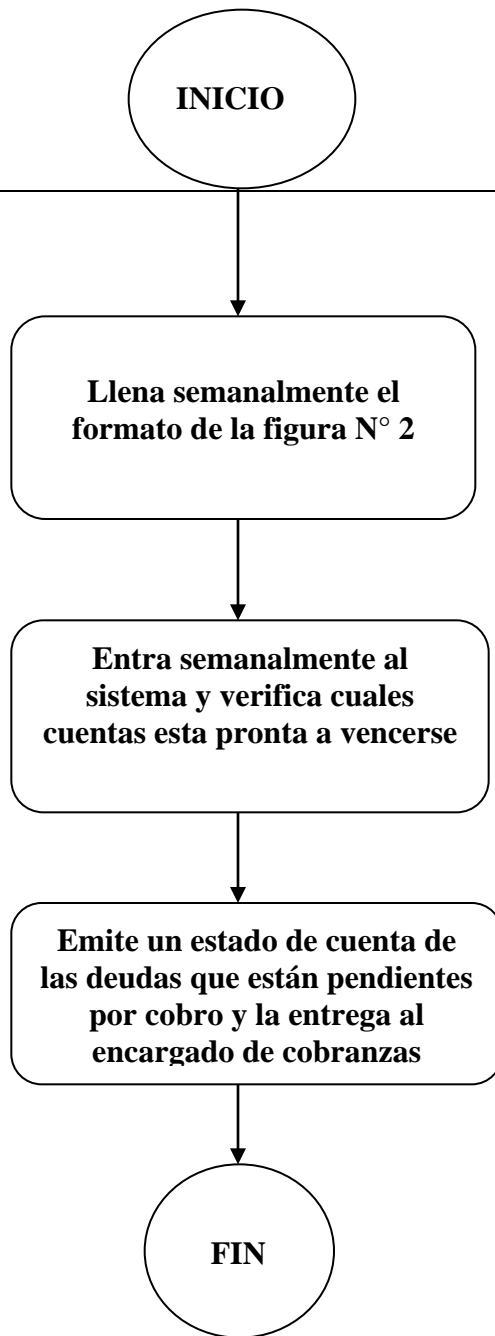 INICIO
Llena semanalmente el
formato de la figura N° 2
Entra semanalmente al
sistema y verifica cuales
cuentas esta pronta a vencerse
Emite un estado de cuenta de
las deudas que están pendientes
por cobro y la entrega al
encargado de cobranzas
FIN